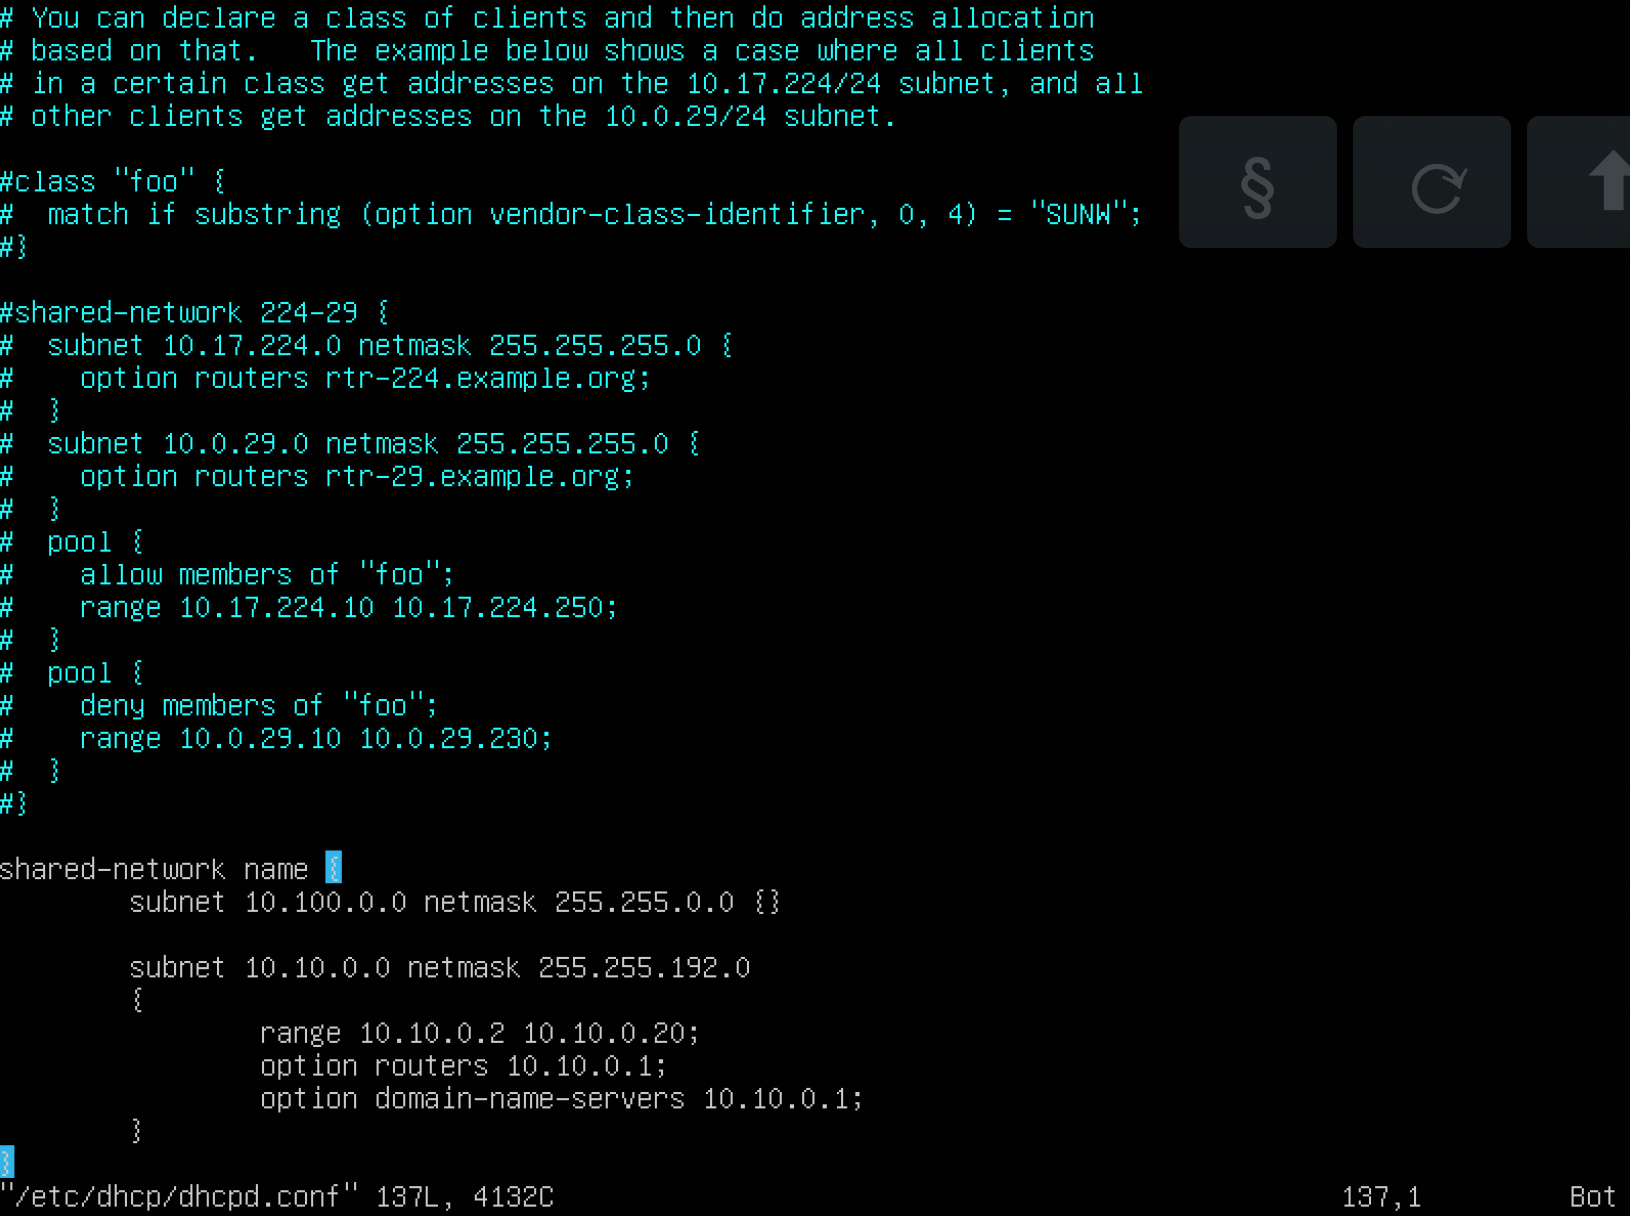 # You can declare a class of clients and then do address allocation
# based on that.   The example below shows a case where all clients
# in a certain class get addresses on the 10.17.224/24 subnet, and all
# other clients get addresses on the 10.0.29/24 subnet.

#class "foo" {
#  match if substring (option vendor-class-identifier, 0, 4) = "SUNW";
#}

#shared-network 224-29 {
#  subnet 10.17.224.0 netmask 255.255.255.0 {
#    option routers rtr-224.example.org;
#  }
#  subnet 10.0.29.0 netmask 255.255.255.0 {
#    option routers rtr-29.example.org;
#  }
#  pool {
#    allow members of "foo";
#    range 10.17.224.10 10.17.224.250;
#  }
#  pool {
#    deny members of "foo";
#    range 10.0.29.10 10.0.29.230;
#  }
#}

shared-network name {
        subnet 10.100.0.0 netmask 255.255.0.0 {}

        subnet 10.10.0.0 netmask 255.255.192.0
        {
                range 10.10.0.2 10.10.0.20;
                option routers 10.10.0.1;
                option domain-name-servers 10.10.0.1;
        }
}
"/etc/dhcp/dhcpd.conf" 137L, 4132C 137,1 Bot
§